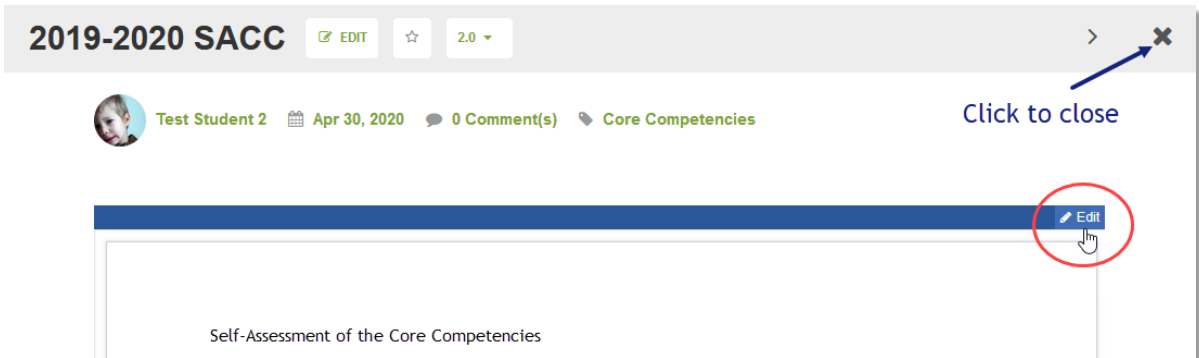 2019-2020 SACC EDIT 2.0
Click to close
Test Student 2 Apr 30, 2020 0 Comment(s) Core Competencies
Edit
Self-Assessment of the Core Competencies